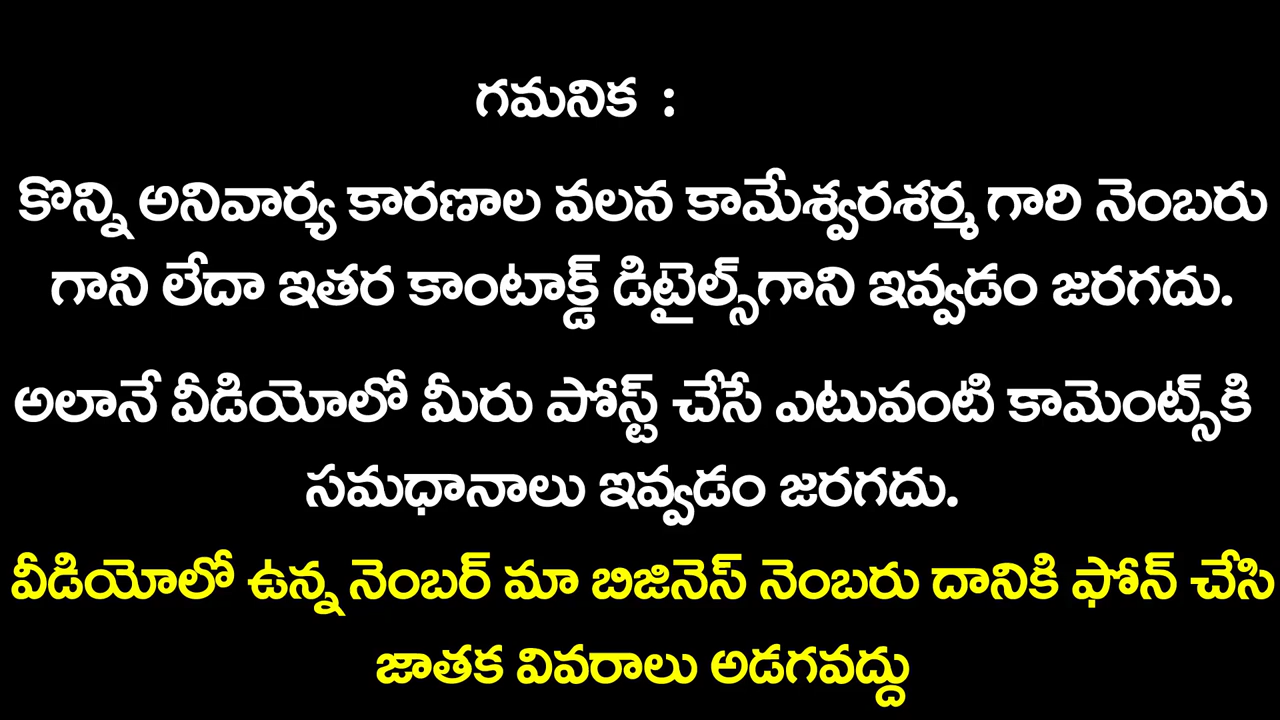 గమనిక :
కొన్ని అనివార్య కారణాల వలన కామేశ్వరశర్మ గారి నెంబరు
గాని లేదా ఇతర కాంటాక్డ్ డిటైల్స్‌గాని ఇవ్వడం జరగదు.
అలానే వీడియోలో మీరు పోస్ట్ చేసే ఎటువంటి కామెంట్స్‌కి
సమధానాలు ఇవ్వడం జరగదు.
వీడియోలో ఉన్న నెంబర్ మా బిజినెస్ నెంబరు దానికి ఫోన్ చేసి
జాతక వివరాలు అడగవద్దు